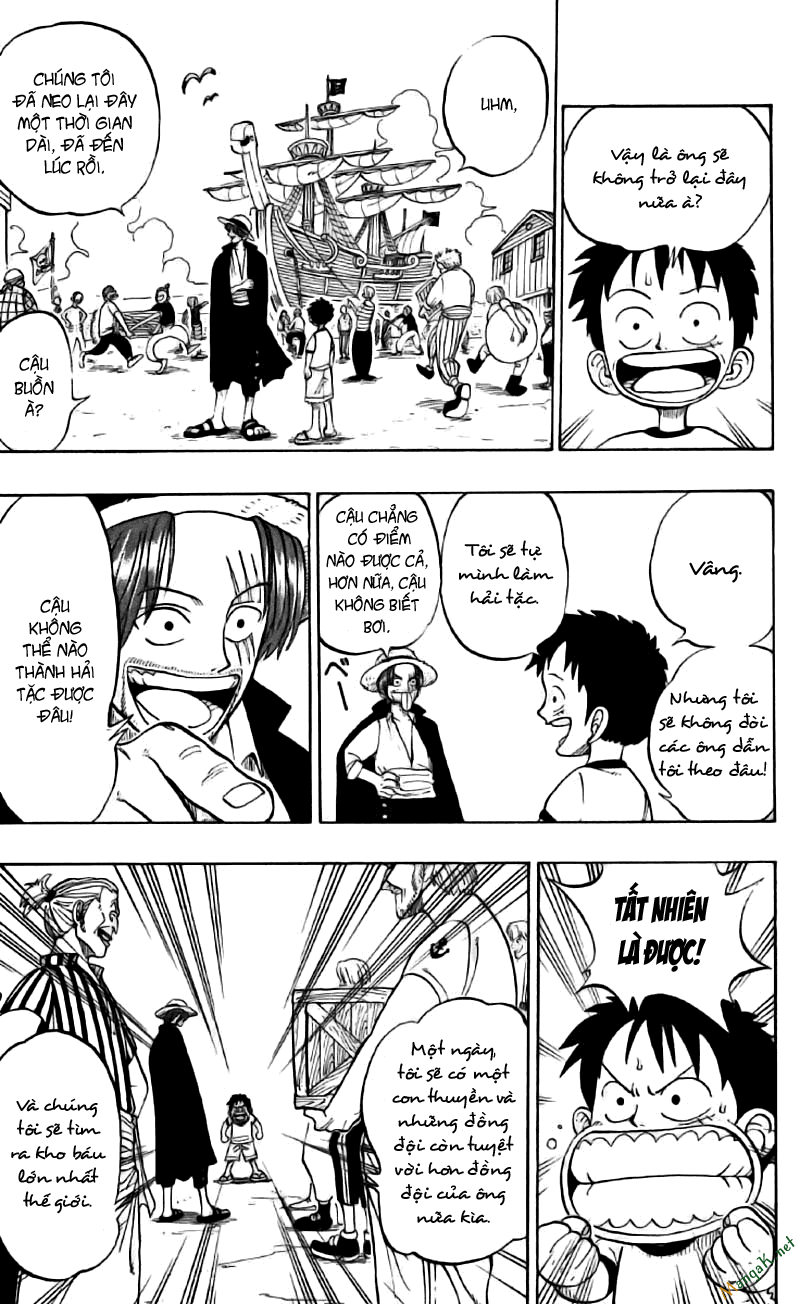 Vậy là ông sẽ
không trở lại đây
nữa à?
UHM,
CHÚNG TÔI
ĐÃ NEO LẠI ĐÂY
MỘT THỜI GIAN
DÀI, ĐÃ ĐẾN
LÚC RỒI.
CẬU
BUỒN
À?
Vâng.
Nhưng tôi
sẽ không đòi
các ông dẫn
tôi theo đâu!
Tôi sẽ tự
mình làm
hải tặc.
CẬU CHẲNG
CÓ ĐIỂM
NÀO ĐƯỢC CẢ,
HƠN NỮA, CẬU
KHÔNG BIẾT
BƠI.
べー
CẬU
KHÔNG
THỂ NÀO
THÀNH HẢI
TẶC ĐƯỢC
ĐÂU!
TẤT NHIÊN
LÀ ĐƯỢC!
Một ngày,
tôi sẽ có một
con thuyền và
những đồng
đội còn tuyệt
vời hơn đồng
đội của ông
nữa kìa.
Và chúng
tôi sẽ tìm
ra kho báu
lớn nhất
thế giới.
MangaK.net